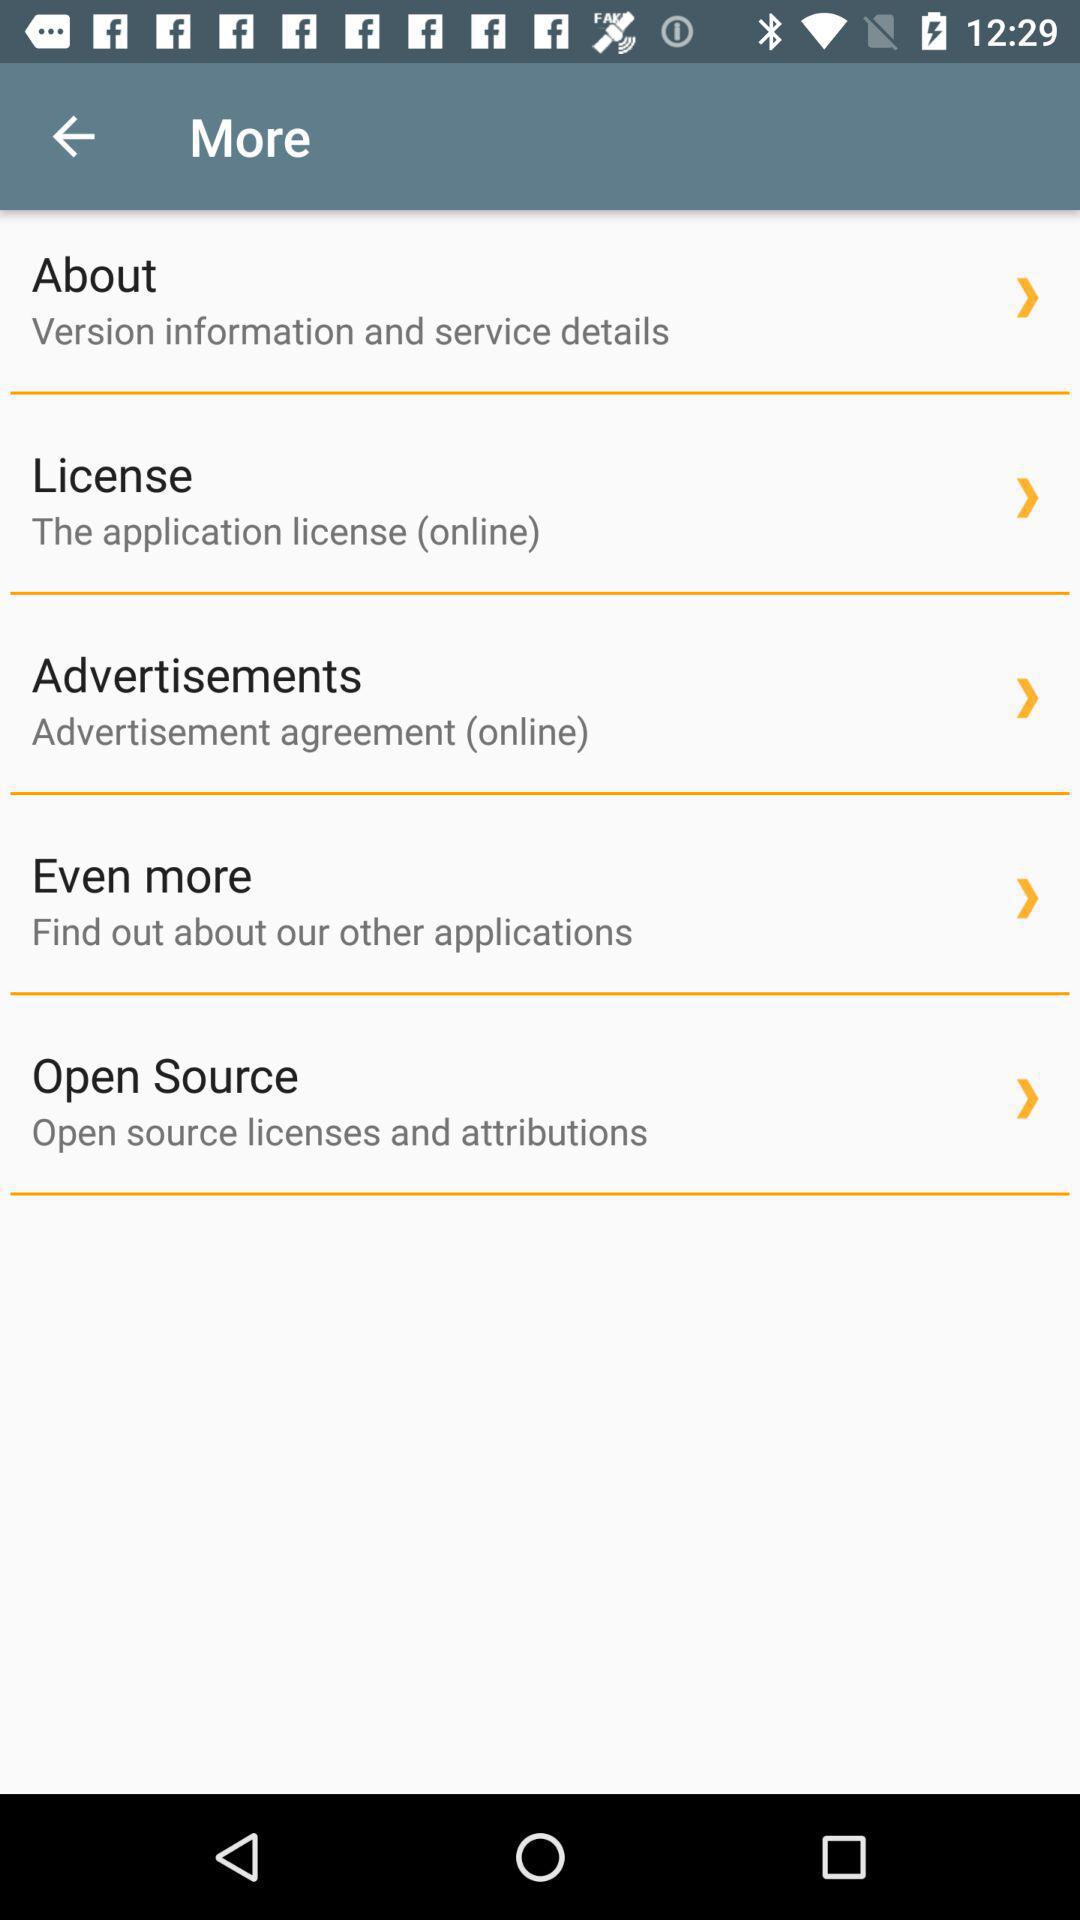 12:29
More
About
Version information and service details
License
The application license (online)
Advertisements
Advertisement agreement (online)
Even more
Find out about our other applications
Open Source
Open source licenses and attributions